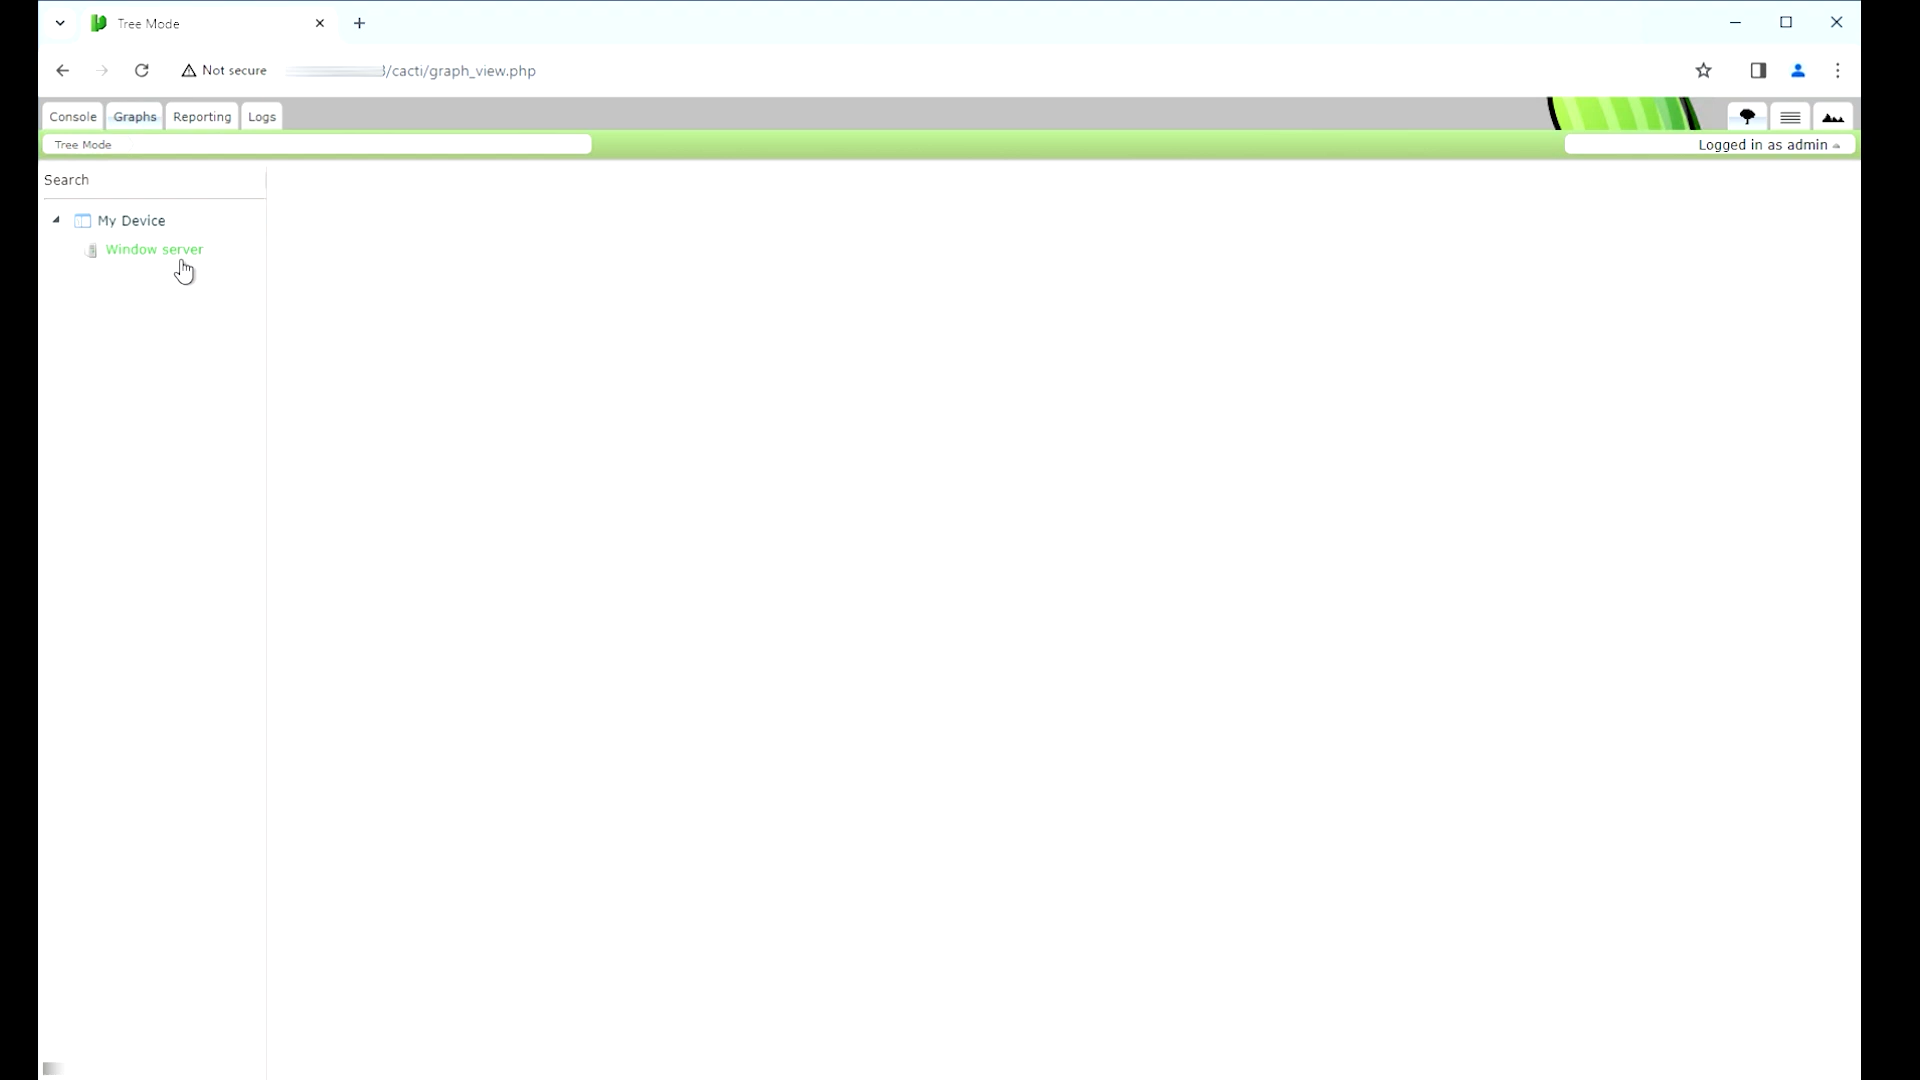 Tree Mode
Not secure
/cacti/graph_view.php
Console Graphs Reporting Logs
Tree Mode
Logged in as admin
Search
My Device
Window server